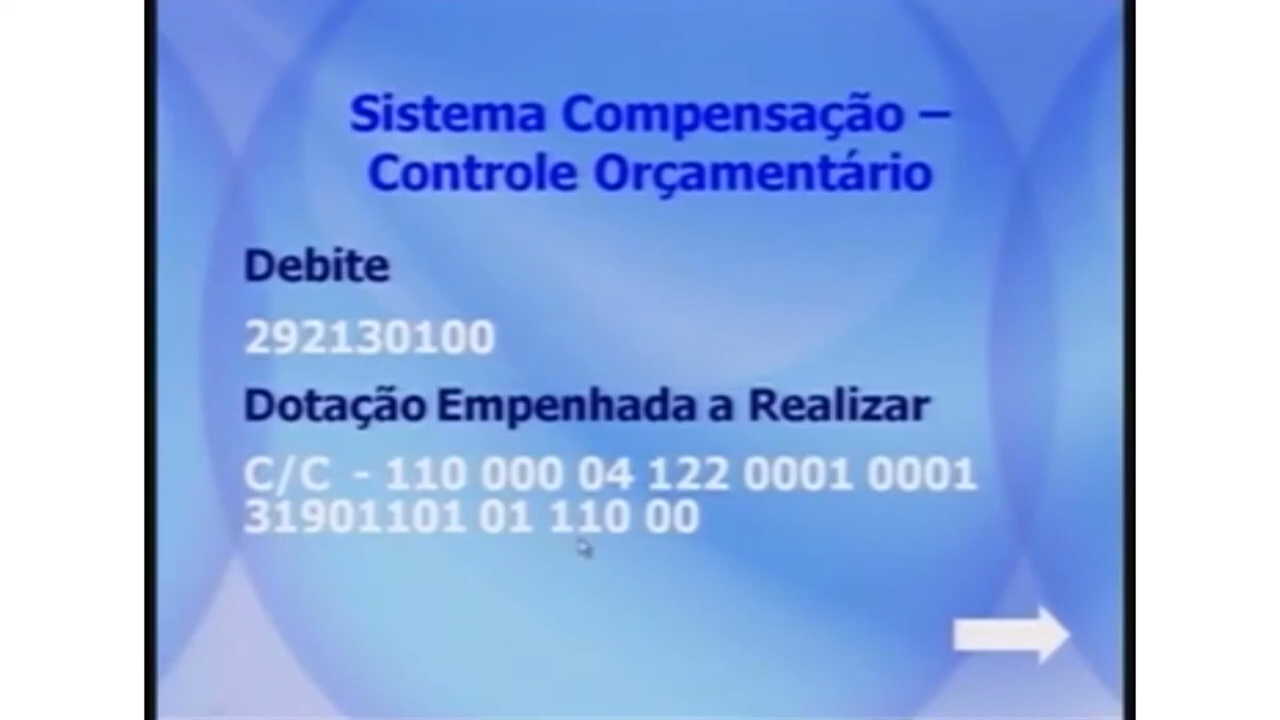 Sistema Compensação –
Controle Orçamentário
Debite
292130100
Dotação Empenhada a Realizar
C/C - 110 000 04 122 0001 0001
31901101 01 110 00